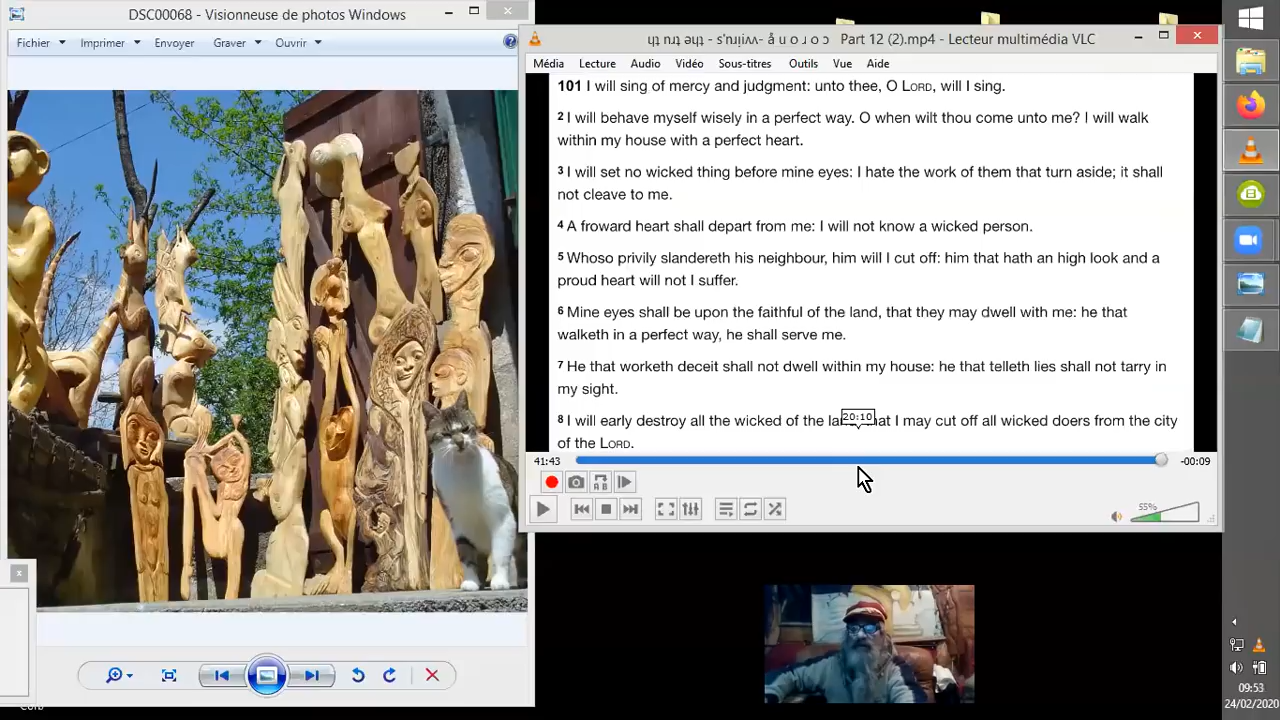 DSC00068 - Visionneuse de photos Windows
Fichier Imprimer Envoyer Graver Ouvrir
Part 12 (2).mp4 - Lecteur multimédia VLC
Média Lecture Audio Vidéo Sous-titres Outils Vue Aide
101 I will sing of mercy and judgment: unto thee, O LORD, will I sing.
2 I will behave myself wisely in a perfect way. O when wilt thou come unto me? I will walk
within my house with a perfect heart.
3 I will set no wicked thing before mine eyes: I hate the work of them that turn aside; it shall
not cleave to me.
4 A froward heart shall depart from me: I will not know a wicked person.
5 Whoso privily slandereth his neighbour, him will I cut off: him that hath an high look and a
proud heart will not I suffer.
6 Mine eyes shall be upon the faithful of the land, that they may dwell with me: he that
walketh in a perfect way, he shall serve me.
7 He that worketh deceit shall not dwell within my house: he that telleth lies shall not tarry in
my sight.
8 I will early destroy all the wicked of the I may cut off all wicked doers from the city
20:10
of the LORD.
41:43 -00:09
55%
09:53
24/02/2020